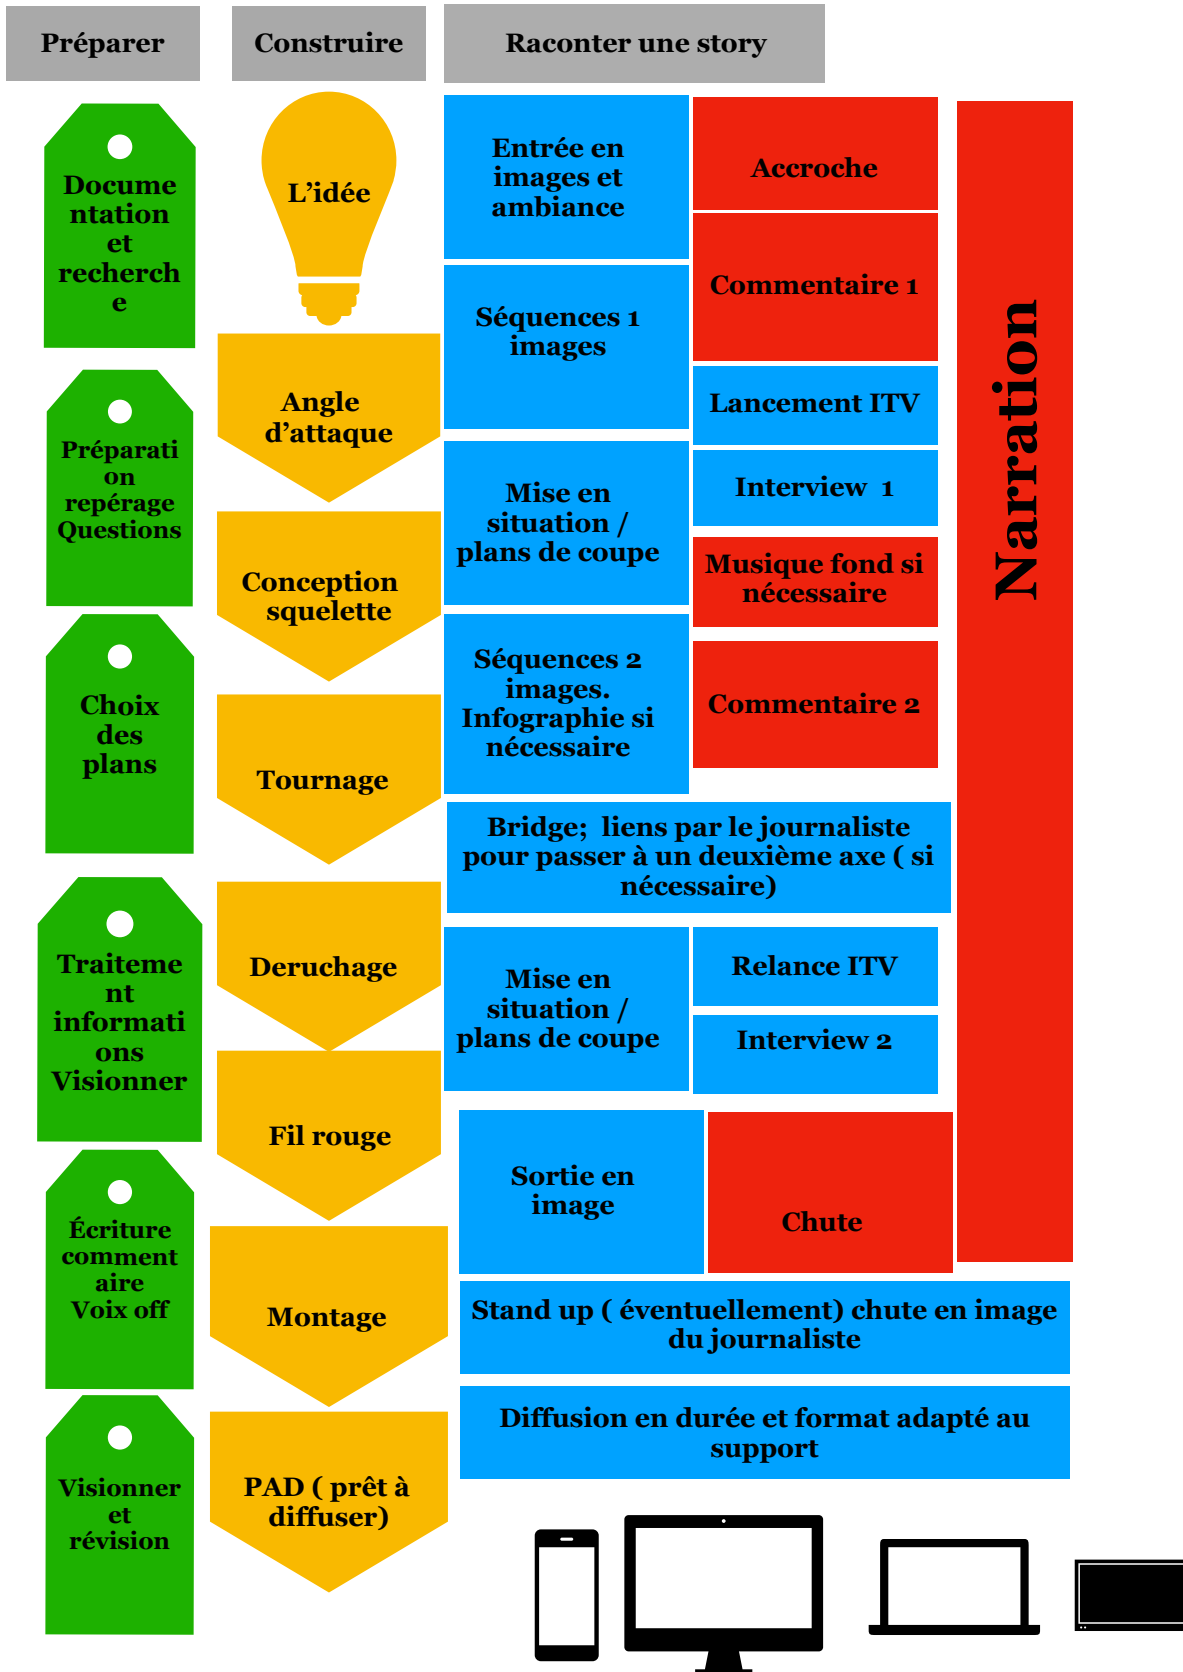 Préparer
Construire
Raconter une story
Docume
ntation
et
recherch
e
Préparati
on
repérage
Questions
Choix
des
plans
Traiteme
nt
informati
ons
Visionner
Écriture
comment
aire
Voix off
Visionner
et
révision
L'idée
Angle
d'attaque
Conception
squelette
Tournage
Deruchage
Fil rouge
Montage
PAD ( prêt à
diffuser)
Entrée en
images et
ambiance
Accroche
Séquences 1
images
Commentaire 1
Lancement ITV
Mise en
situation /
plans de coupe
Interview 1
Musique fond si
nécessaire
Séquences 2
images.
Infographie si
nécessaire
Commentaire 2
Bridge; liens par le journaliste
pour passer à un deuxième axe ( si
nécessaire)
Mise en
situation /
plans de coupe
Relance ITV
Interview 2
Sortie en
image
Chute
Stand up ( éventuellement) chute en image
du journaliste
Diffusion en durée et format adapté au
support
Narration